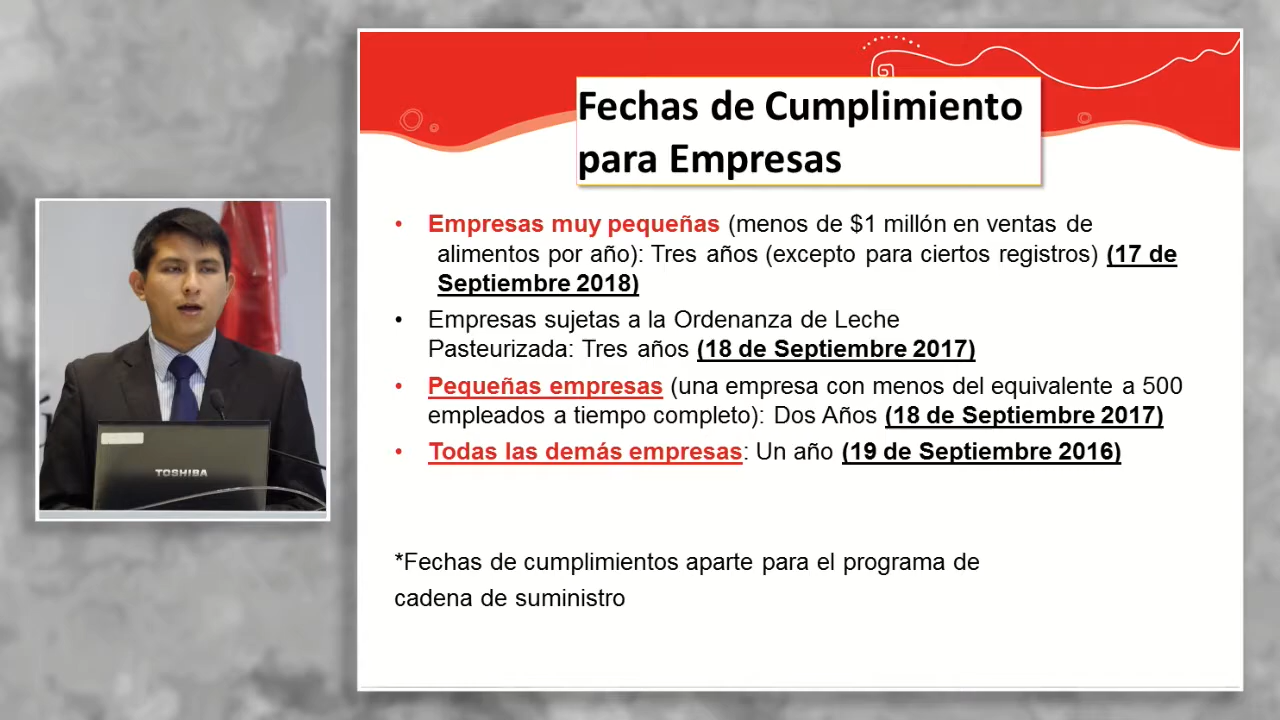 Fechas de Cumplimiento
para Empresas
• Empresas muy pequeñas (menos de $1 millón en ventas de
alimentos por año): Tres años (excepto para ciertos registros) (17 de
Septiembre 2018)
• Empresas sujetas a la Ordenanza de Leche
Pasteurizada: Tres años (18 de Septiembre 2017)
• Pequeñas empresas (una empresa con menos del equivalente a 500
empleados a tiempo completo): Dos Años (18 de Septiembre 2017)
• Todas las demás empresas: Un año (19 de Septiembre 2016)
*Fechas de cumplimientos aparte para el programa de
cadena de suministro
TOSHIBA